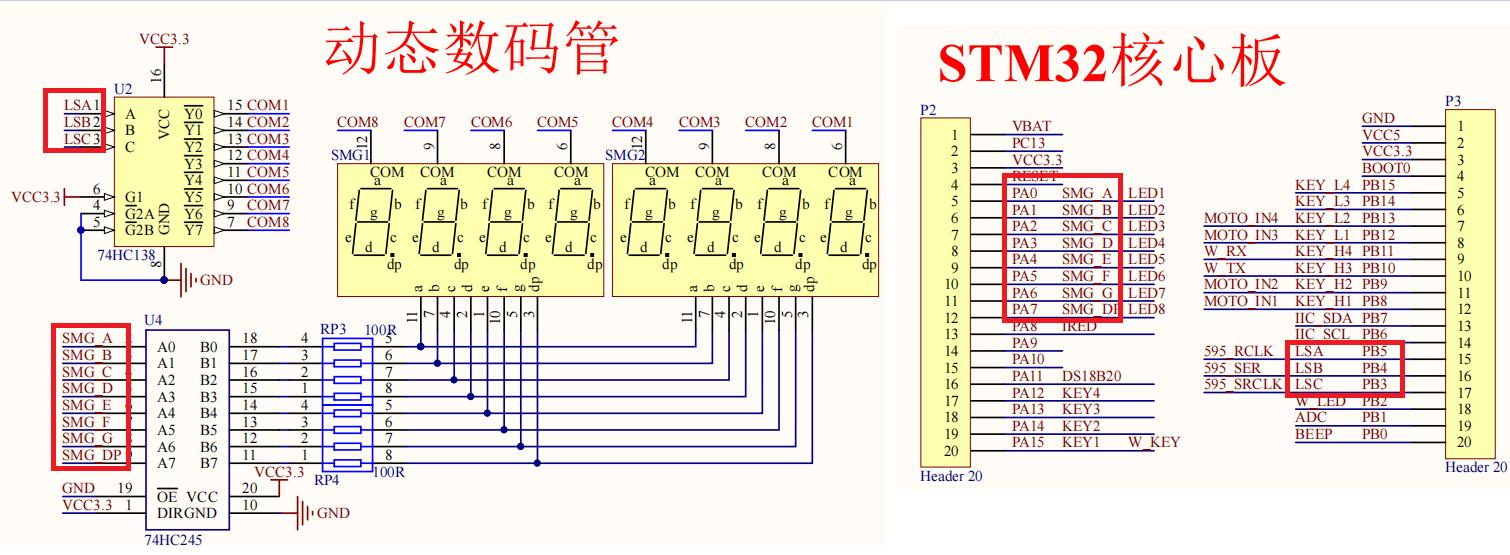 动态数码管
VCC3.3
16
U2
LSA 1 A VCC Y0 15 COM1
LSB 2 B Y1 14 COM2
LSC 3 C Y2 13 COM3
Y3 12 COM4
Y4 11 COM5
VCC3.3 6 G1 Y5 10 COM6
4 G2A GND Y6 9 COM7
5 G2B Y7 7 COM8
74HC138
8
GND
COM8 COM7 COM6 COM5 COM4 COM3 COM2 COM1
12 9 8 6 12 9 8 6
SMG1 SMG2
COM COM COM COM COM COM COM COM
a a a a a a a a
f b f b f b f b f b f b f b f b
g g g g g g g g
e c e c e c e c e c e c e c e c
d d d d d d d d
dp dp dp dp dp dp dp dp
a b c d e f g dp a b c d e f g dp
11 7 4 2 1 10 5 3 11 7 4 2 1 10 5 3
U4
RP3 100R
SMG_A A0 B0 18 4 5
SMG_B A1 B1 17 3 6
SMG_C A2 B2 16 2 7
SMG_D A3 B3 15 1 8
SMG_E A4 B4 14 4 5
SMG_F A5 B5 13 3 6
SMG_G A6 B6 12 2 7
SMG_DP A7 B7 11 1 8
VCC3.3 RP4 100R
GND 19 OE VCC 20
VCC3.3 1 DIR GND 10 GND
74HC245
STM32核心板
P2
1 VBAT
2 PC13
3 VCC3.3
4 RESET
5 PA0 SMG_A LED1
6 PA1 SMG_B LED2
7 PA2 SMG_C LED3
8 PA3 SMG_D LED4
9 PA4 SMG_E LED5
10 PA5 SMG_F LED6
11 PA6 SMG_G LED7
12 PA7 SMG_DP LED8
13 PA8 IRED
14 PA9
15 PA10
16 PA11 DS18B20
17 PA12 KEY4
18 PA13 KEY3
19 PA14 KEY2
20 PA15 KEY1 W_KEY
Header 20
P3
GND 1
VCC5 2
VCC3.3 3
BOOT0 4
KEY_L4 PB15 5
KEY_L3 PB14 6
MOTO_IN4 KEY_L2 PB13 7
MOTO_IN3 KEY_L1 PB12 8
W_RX KEY_H4 PB11 9
W_TX KEY_H3 PB10 10
MOTO_IN2 KEY_H2 PB9 11
MOTO_IN1 KEY_H1 PB8 12
IIC_SDA PB7 13
IIC_SCL PB6 14
595_RCLK LSA PB5 15
595_SER LSB PB4 16
595_SRCLK LSC PB3 17
W_LED PB2 18
ADC PB1 19
BEEP PB0 20
Header 20